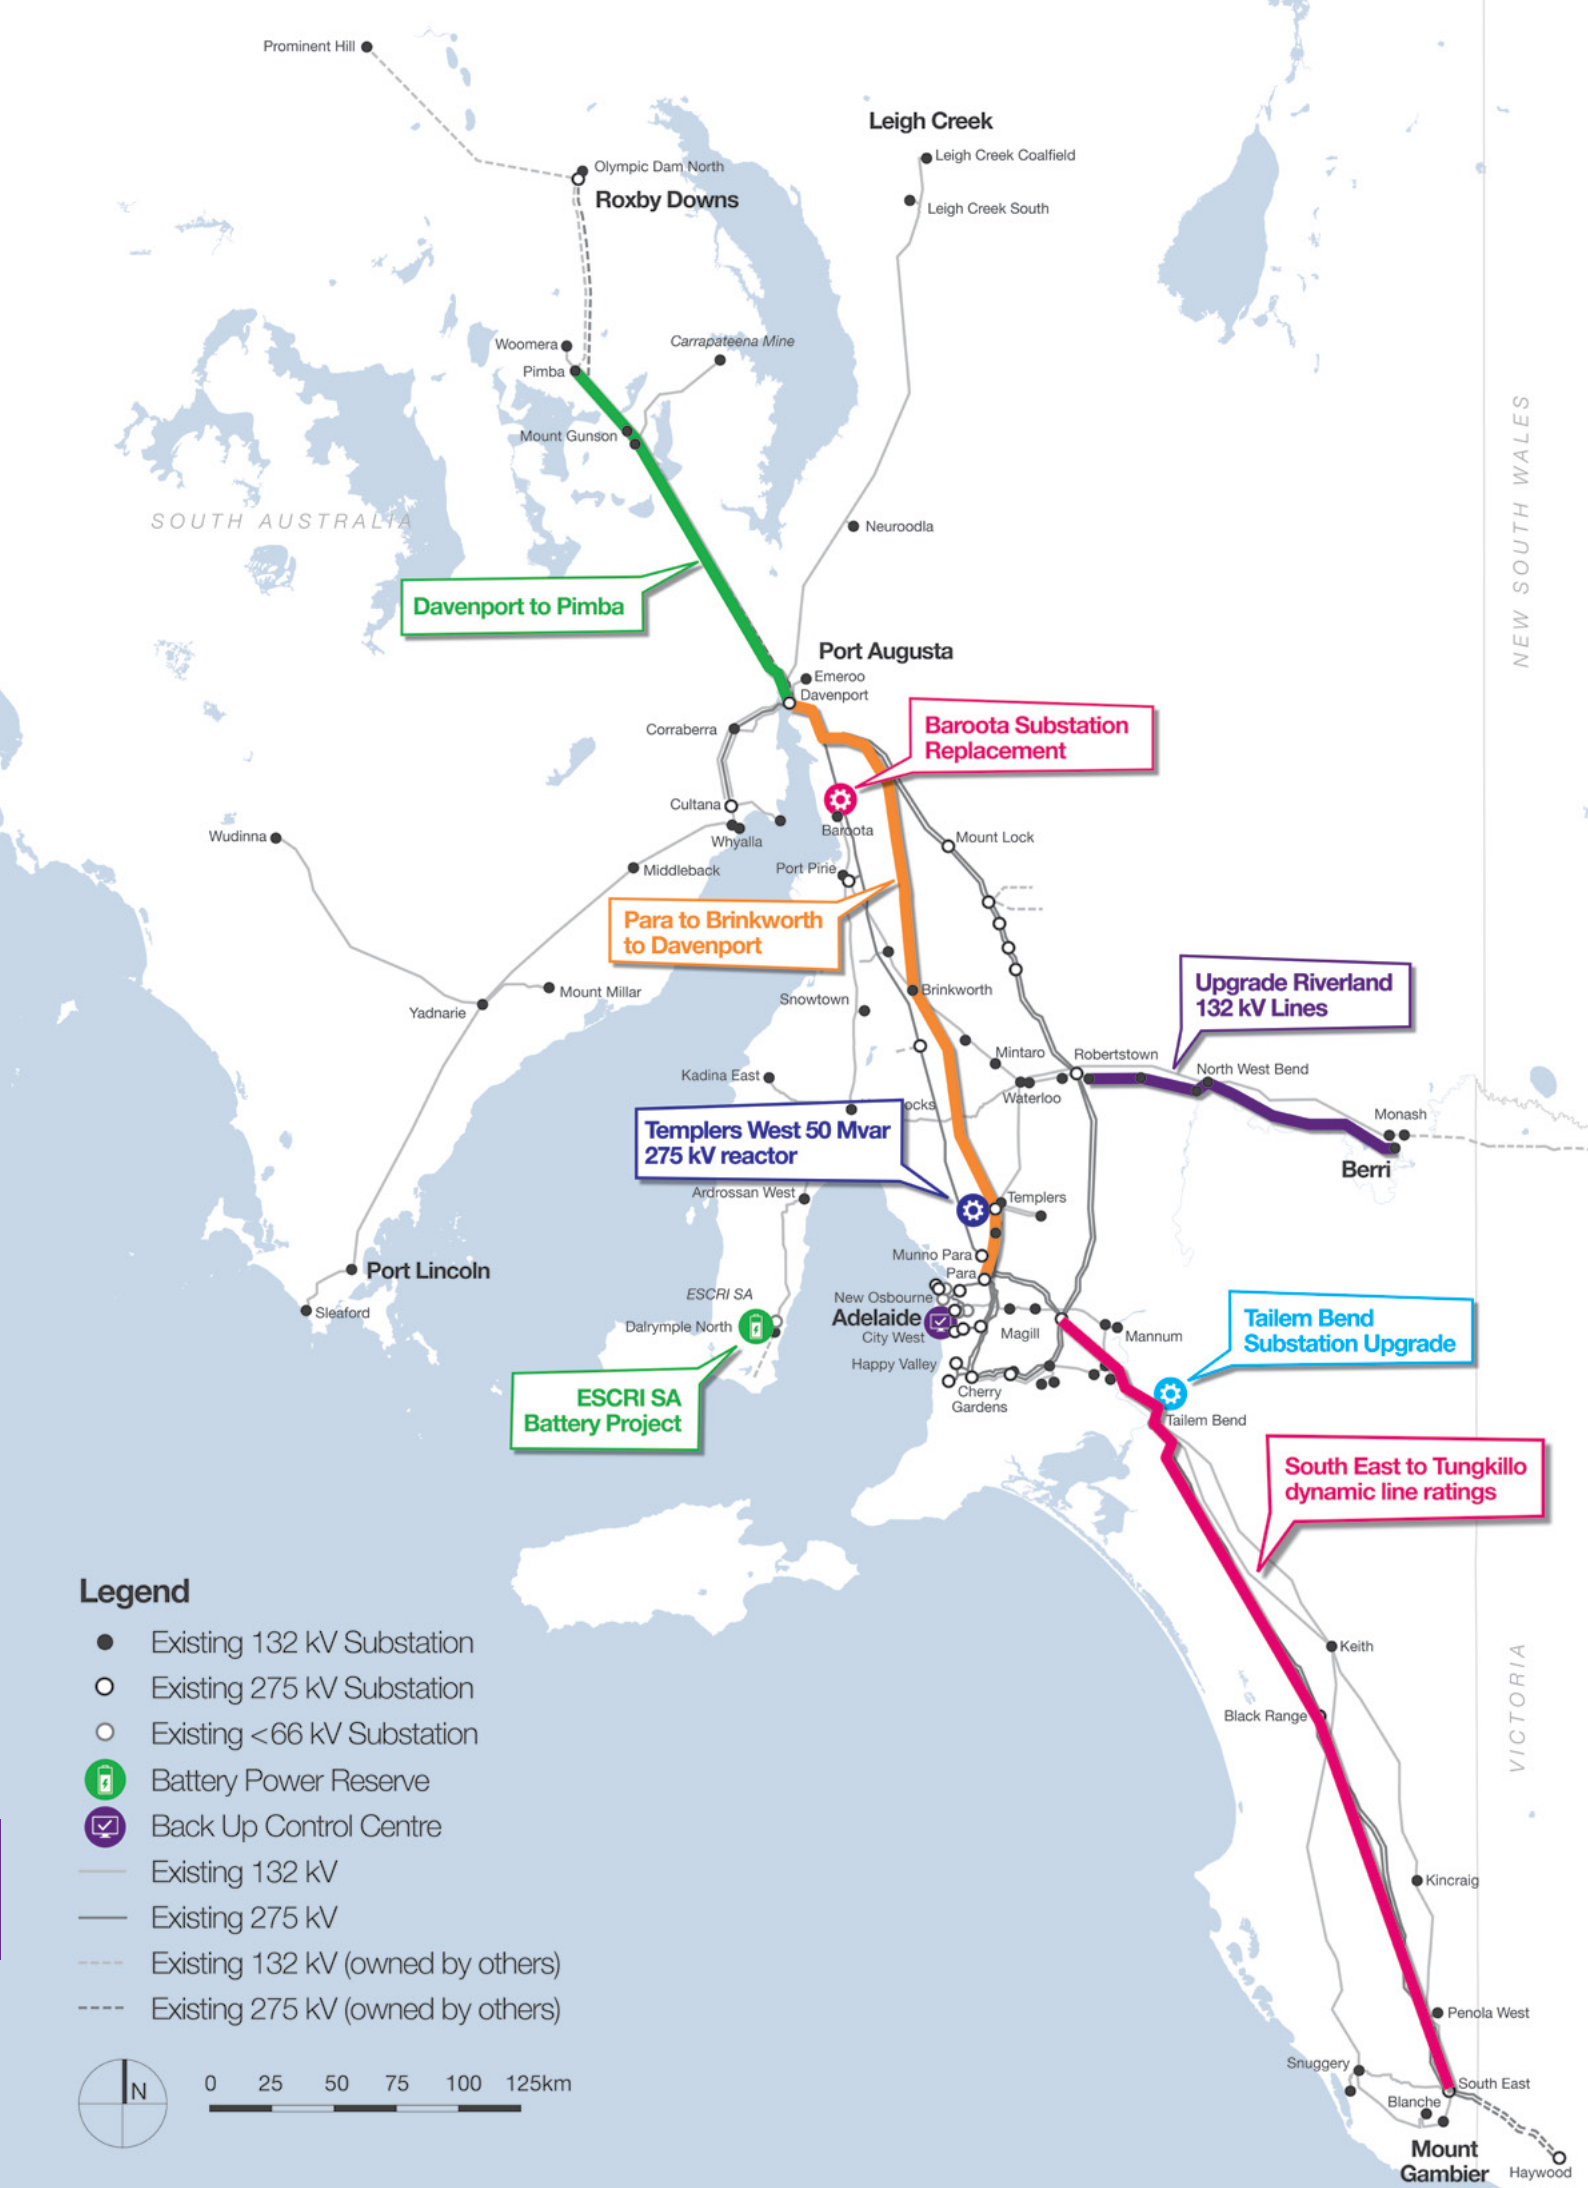 Prominent Hill
Leigh Creek
Leigh Creek Coalfield
Olympic Dam North
Roxby Downs
Leigh Creek South
Woomera
Carrapateena Mine
Pimba
Mount Gunson
NEW SOUTH WALES
SOUTH AUSTRALIA
Neuroodla
Davenport to Pimba
Port Augusta
Emeroo
Davenport
Corraberra
Baroota Substation
Replacement
Cultana
Baroota
Whyalla
Wudinna
Mount Lock
Middleback
Port Pirie
Para to Brinkworth
to Davenport
Mount Millar
Yadnarie
Snowtown
Brinkworth
Upgrade Riverland
132 kV Lines
Mintaro
Robertstown
North West Bend
Kadina East
Waterloo
ocks
Monash
Berri
Templers West 50 Mvar
275 kV reactor
Ardrossan West
Templers
Munno Para
Para
Port Lincoln
Sleaford
ESCRI SA
Dalrymple North
New Osbourne
Adelaide
City West
Magill
Mannum
Happy Valley
Cherry
Gardens
Tailem Bend
Substation Upgrade
Tailem Bend
ESCRI SA
Battery Project
South East to Tungkillo
dynamic line ratings
Keith
Black Range
VICTORIA
Kincraig
Penola West
Snuggery
South East
Blanche
Mount
Gambier
Haywood
Legend
Existing 132 kV Substation
Existing 275 kV Substation
Existing <66 kV Substation
Battery Power Reserve
Back Up Control Centre
Existing 132 kV
Existing 275 kV
Existing 132 kV (owned by others)
Existing 275 kV (owned by others)
N
0 25 50 75 100 125km